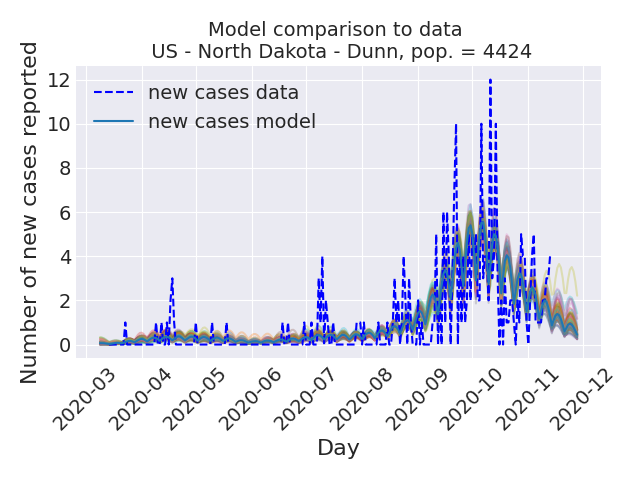 Model comparison to data
US - North Dakota - Dunn, pop. = 4424
Number of new cases reported
12
10
8
6
4
2
0
new cases data
new cases model
2020-03
2020-04
2020-05
2020-06
2020-07
2020-08
2020-09
2020-10
2020-11
2020-12
Day